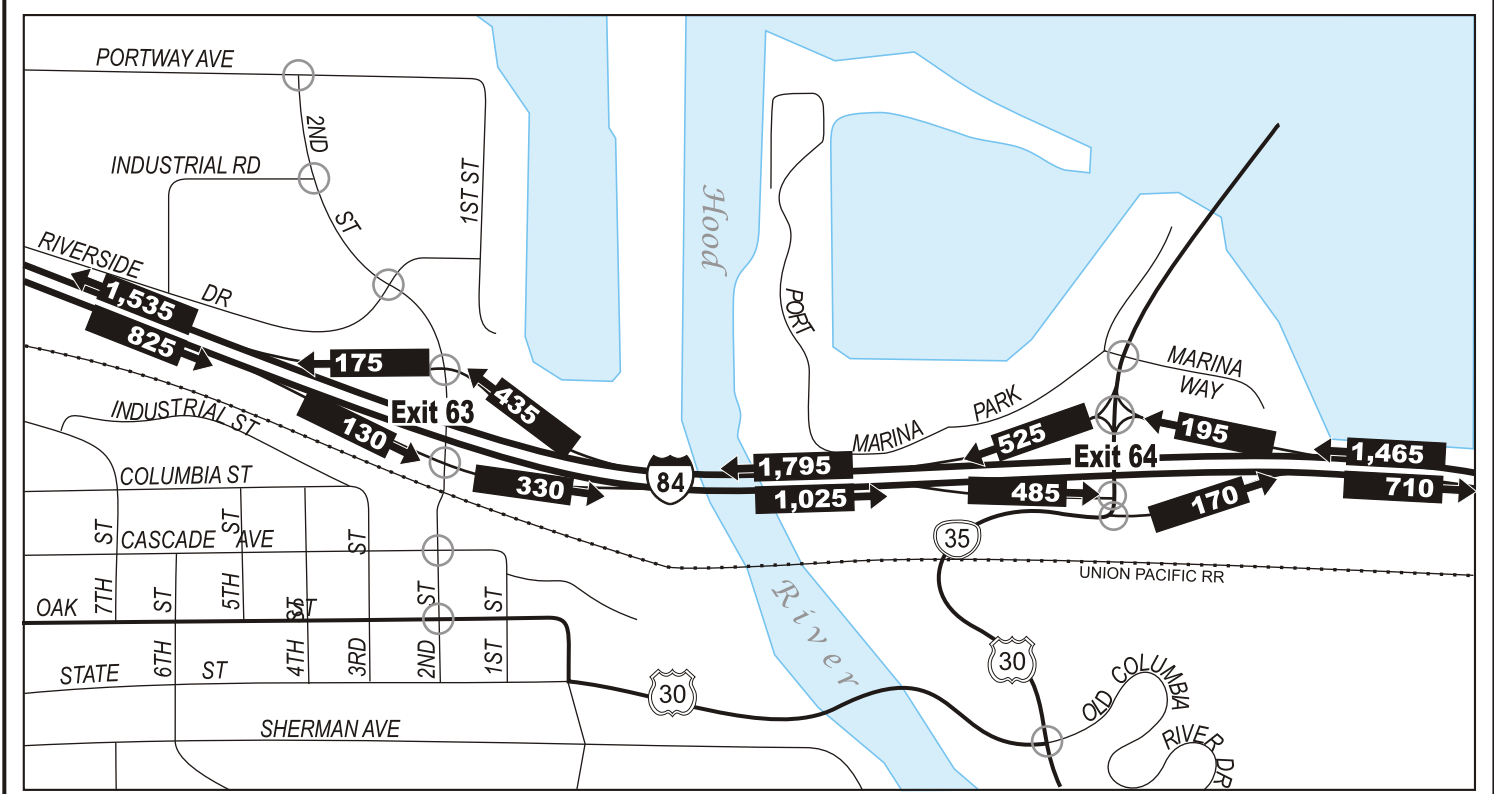 PORTWAY AVE
2ND
ST
INDUSTRIAL RD
1ST ST
Hood
RIVERSIDE
DR
1,535
825
175
435
Exit 63
130
330
INDUSTRIAL ST
PORT
MARINA
PARK
MARINA
WAY
525
195
Exit 64
1,795
84
1,025
485
170
1,465
710
COLUMBIA ST
ST
ST
CASCADE AVE
ST
35
UNION PACIFIC RR
OAK
7TH
ST
5TH
ST
ST
ST
ST
STATE
ST
6TH
4TH
3RD
2ND
1ST
River
30
30
OLD COLUMBIA
RIVER DR
SHERMAN AVE